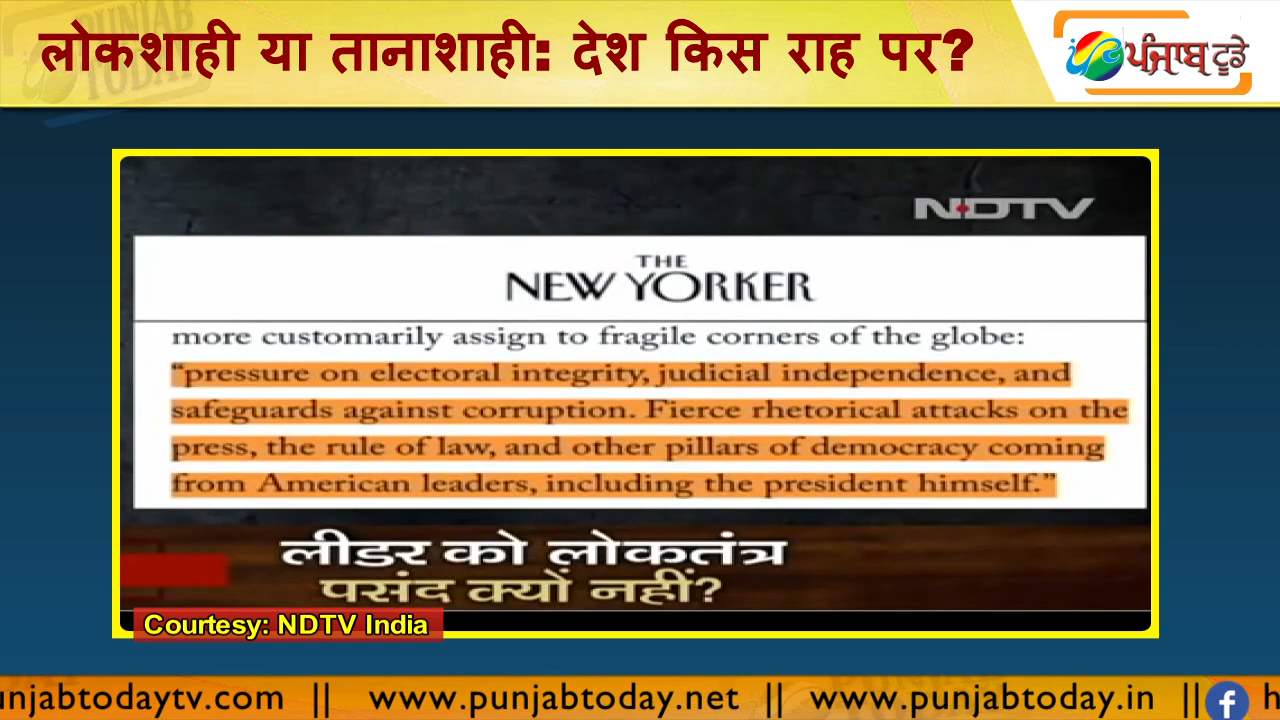 लोकशाही या तानाशाही: देश किस राह पर?
ਪੰਜਾਬ ਟੂਡੇ
PUNJAB
TODAY
NDTV
THE
NEW YORKER
more customarily assign to fragile corners of the globe:
“pressure on electoral integrity, judicial independence, and
safeguards against corruption. Fierce rhetorical attacks on the
press, the rule of law, and other pillars of democracy coming
from American leaders, including the president himself.”
लीडर को लोकतंत्र
पसंद क्यों नहीं?
Courtesy: NDTV India
unjabtodaytv.com || www.punjabtoday.net || www.punjabtoday.in || f h